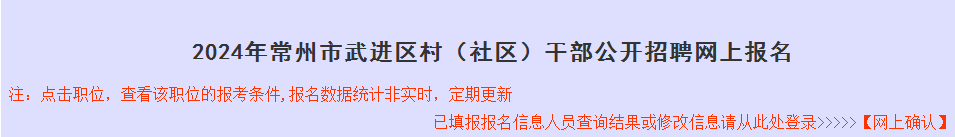 2024年常州市武进区村（社区）干部公开招聘网上报名
注：点击职位，查看该职位的报考条件,报名数据统计非实时，定期更新
已填报报名信息人员查询结果或修改信息请从此处登录>>>>>【网上确认】